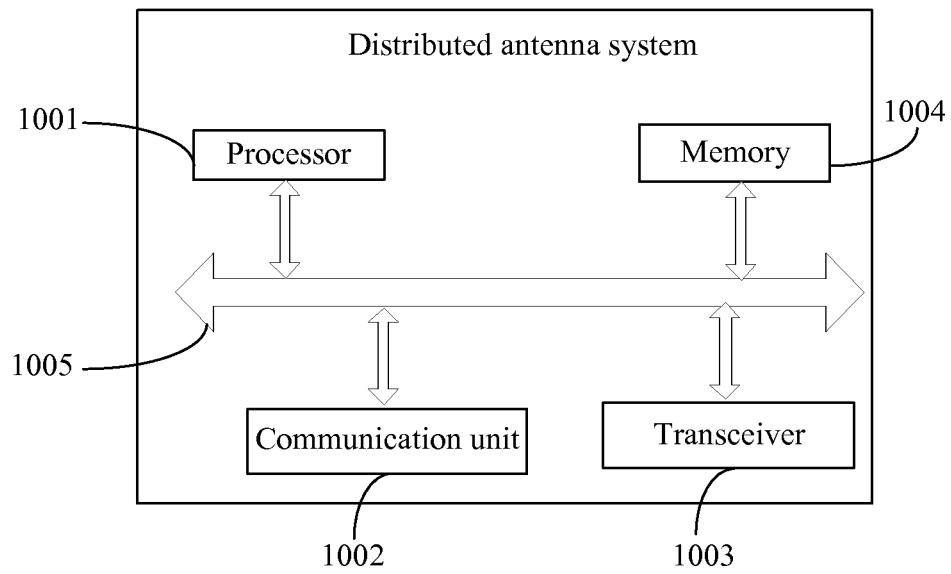 Distributed antenna system
1001
1004
Processor
Memory
1005
Communication unit
Transceiver
1002
1003